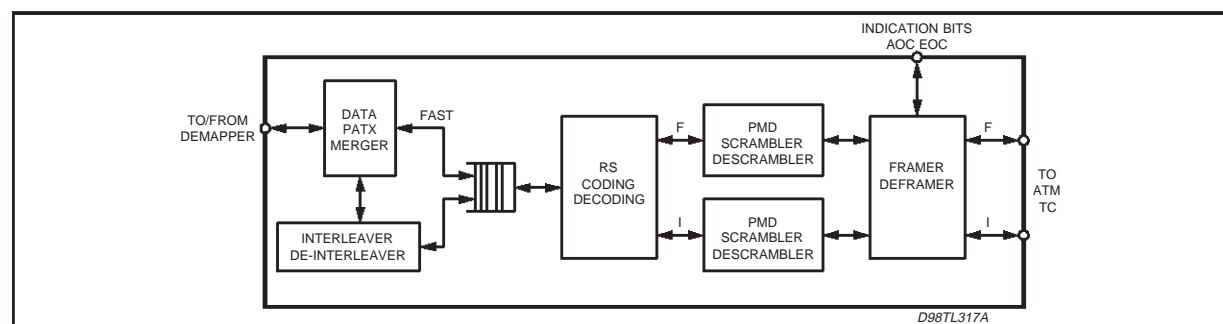 INDICATION BITS
AOC EOC
TO/FROM
DEMAPPER
DATA
PATX
MERGER
FAST
INTERLEAVER
DE-INTERLEAVER
RS
CODING
DECODING
F
PMD
SCRAMBLER
DESCRAMBLER
I
PMD
SCRAMBLER
DESCRAMBLER
FRAMER
DEFRAMER
F
I
TO
ATM
TC
D98TL317A